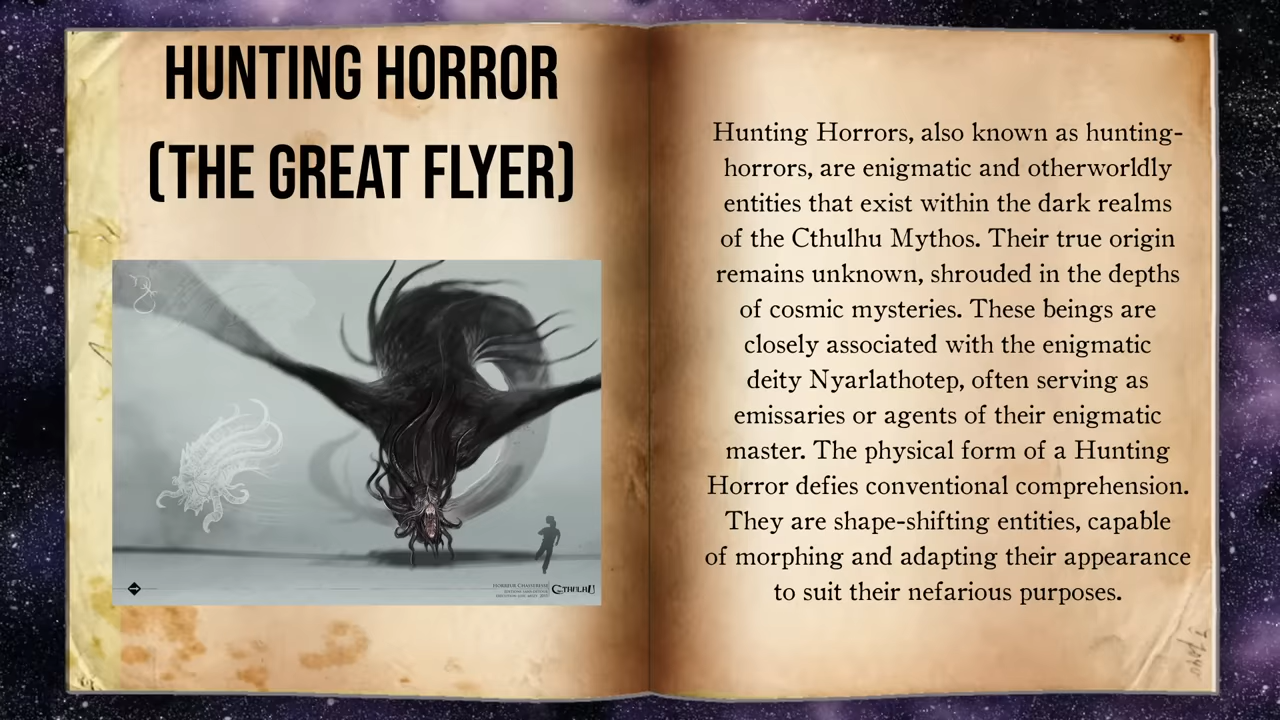 HUNTING HORROR
(THE GREAT FLYER)
HORREUR CHASSERESSE
CTHULHU
Hunting Horrors, also known as hunting-
horrors, are enigmatic and otherworldly
entities that exist within the dark realms
of the Cthulhu Mythos. Their true origin
remains unknown, shrouded in the depths
of cosmic mysteries. These beings are
closely associated with the enigmatic
deity Nyarlathotep, often serving as
emissaries or agents of their enigmatic
master. The physical form of a Hunting
Horror defies conventional comprehension.
They are shape-shifting entities, capable
of morphing and adapting their appearance
to suit their nefarious purposes.